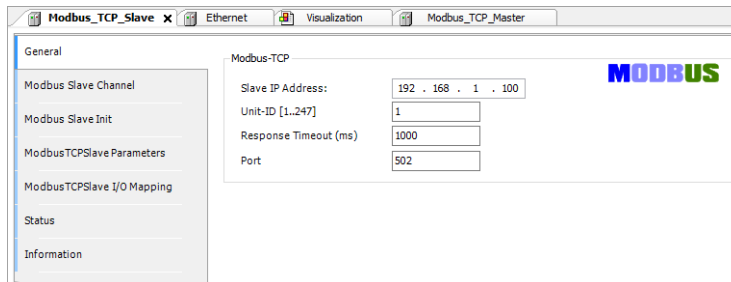 Modbus_TCP_Slave X Ethernet Visualization Modbus_TCP_Master
General
Modbus Slave Channel
Modbus Slave Init
ModbusTCPSlave Parameters
ModbusTCPSlave I/O Mapping
Status
Information
Modbus-TCP
MODBUS
Slave IP Address: 192 . 168 . 1 . 100
Unit-ID [1..247] 1
Response Timeout (ms) 1000
Port 502